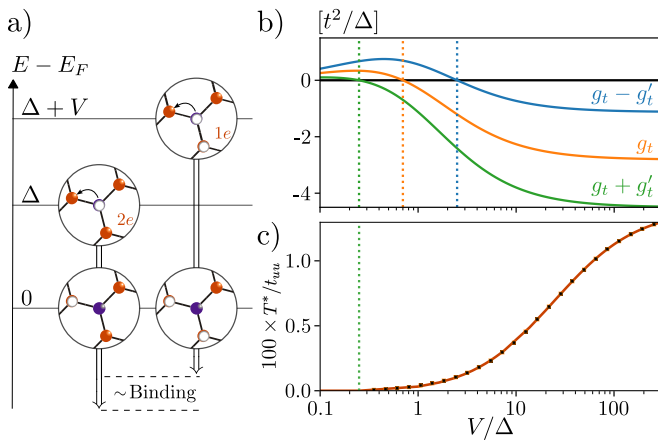 a)
E − E_F
Δ + V
1e
Δ
2e
0
~Binding
b)
[t²/Δ]
0
-2
-4
g_t − g'_t
g_t
g_t + g'_t
c)
100 × T*/t_uu
1.0
0.5
0.0
0.1
1
10
100
V/Δ